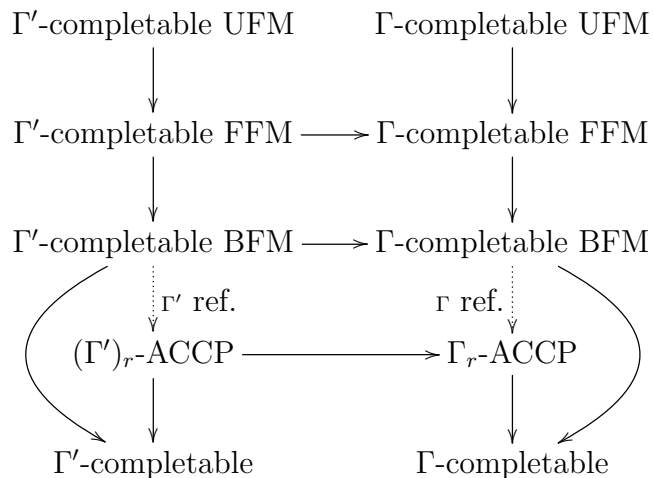 Γ′-completable UFM Γ-completable UFM
Γ′-completable FFM Γ-completable FFM
Γ′-completable BFM Γ-completable BFM
Γ′ ref. Γ ref.
(Γ′)ᵣ-ACCP Γᵣ-ACCP
Γ′-completable Γ-completable